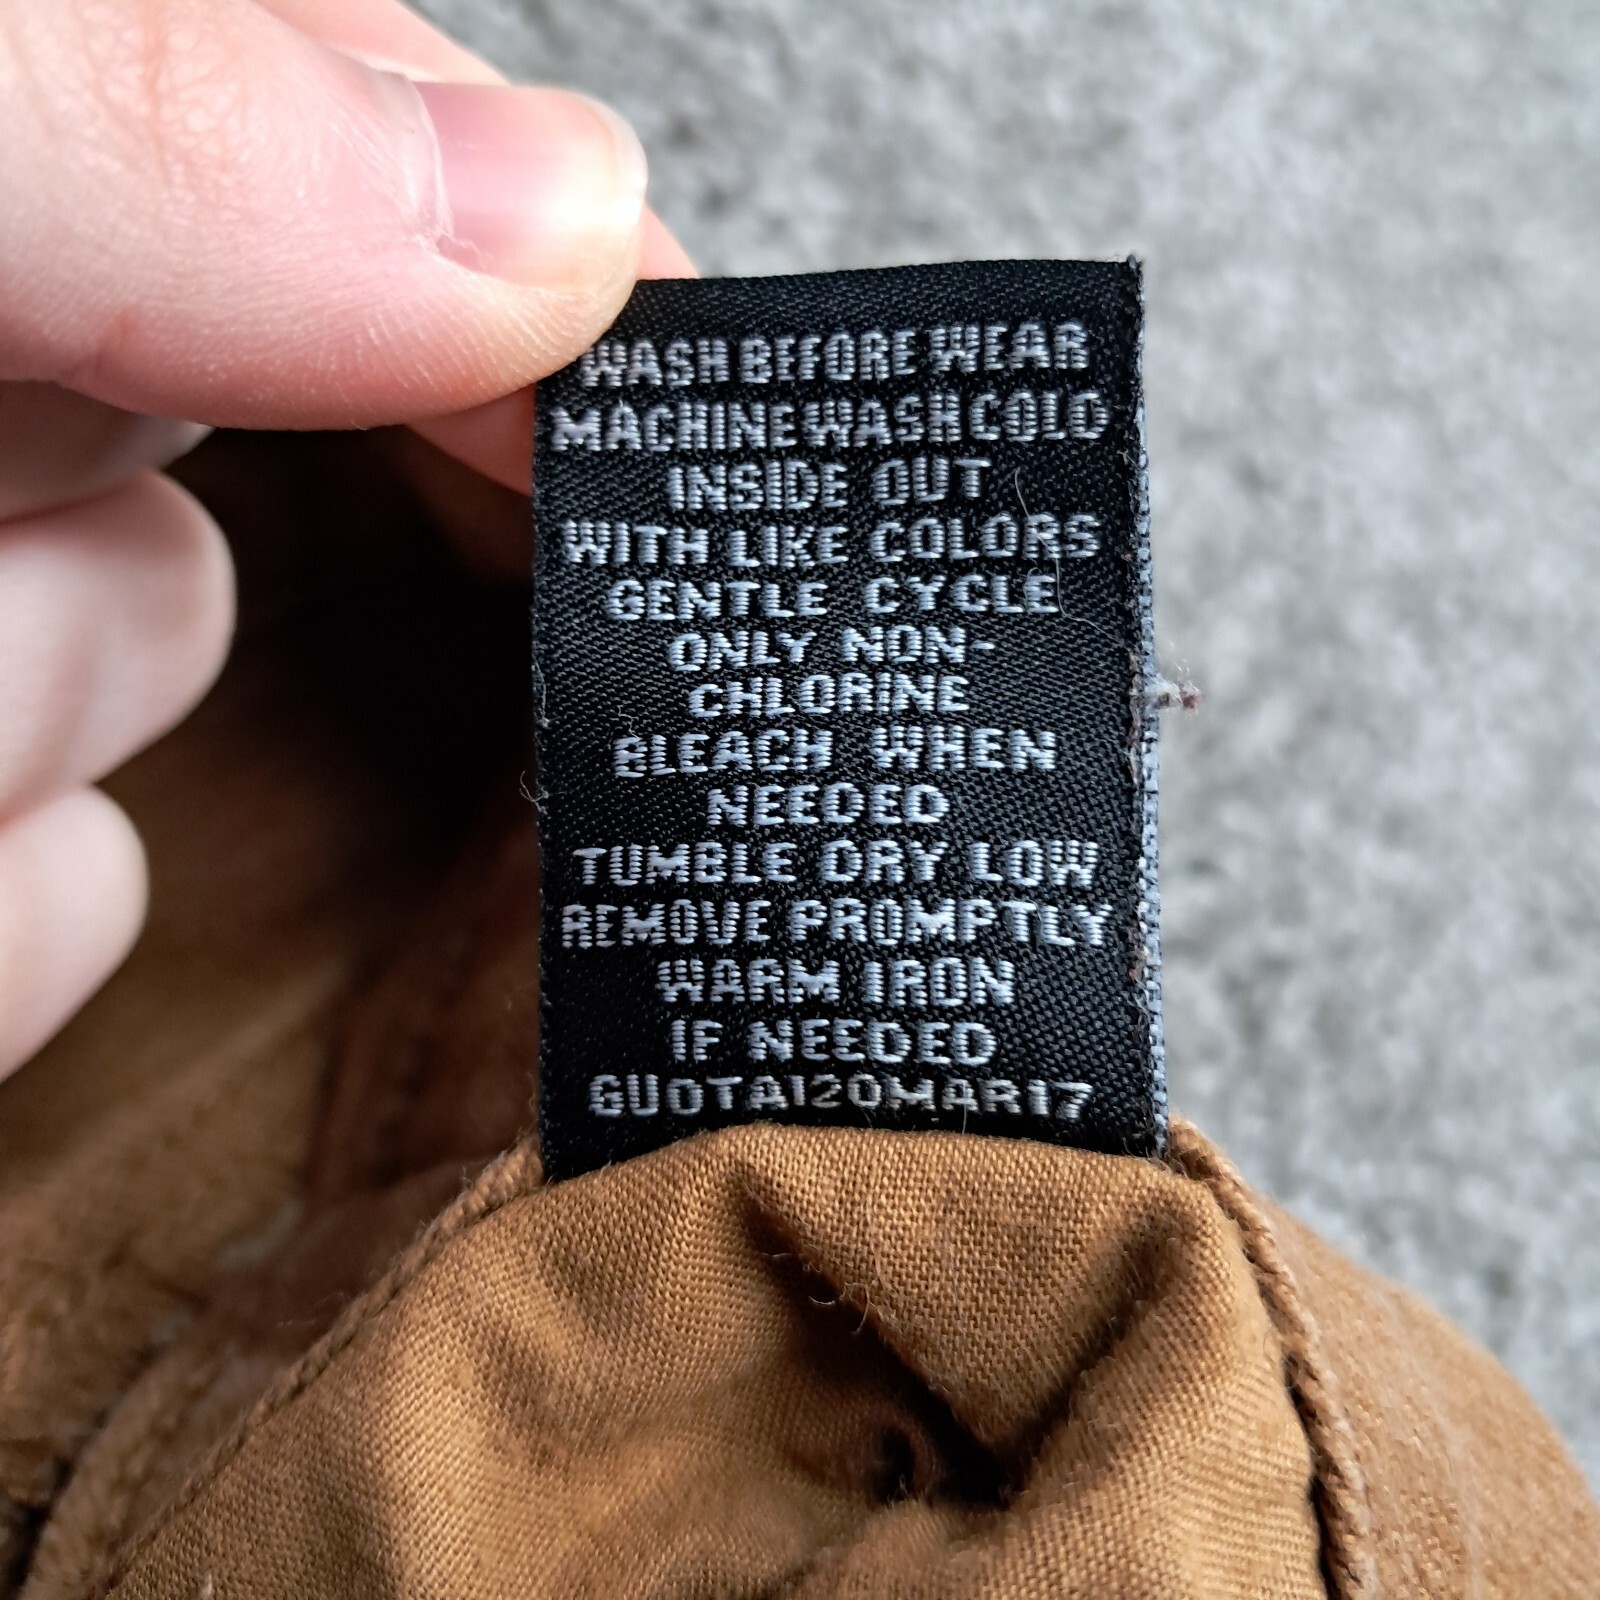 WASH BEFORE WEAR
MACHINE WASH COLD
INSIDE OUT
WITH LIKE COLORS
GENTLE CYCLE
ONLY NON-
CHLORINE
BLEACH WHEN
NEEDED
TUMBLE DRY LOW
REMOVE PROMPTLY
WARM IRON
IF NEEDED
GUOTA120MAR17